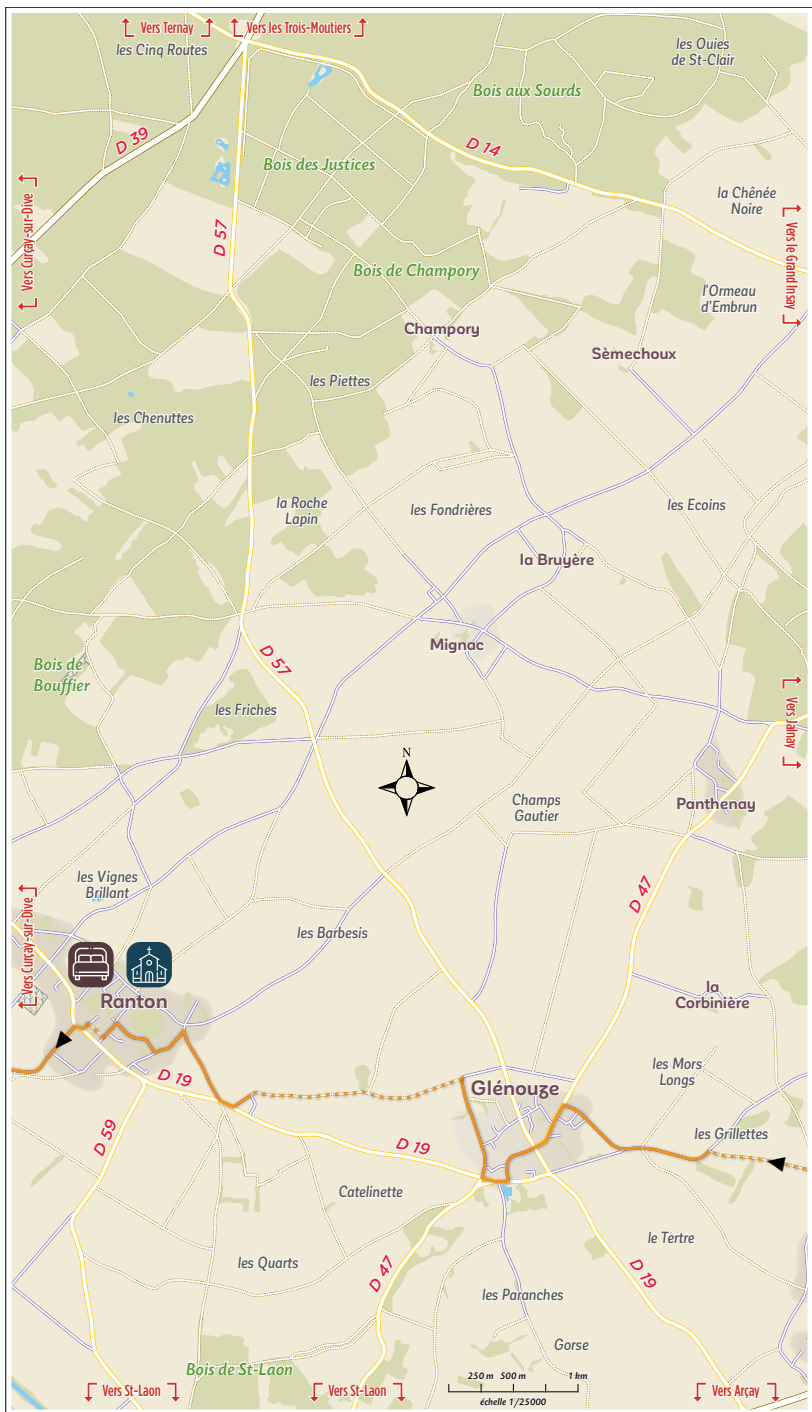 Vers Ternay
Vers les Trois-Moutiers
les Cinq Routes
les Ouies
de St-Clair
Bois aux Sourds
D 39
D 14
Bois des Justices
la Chênée
Noire
Vers Curçay-sur-Dive
D 57
Vers le Grand Insay
Bois de Champory
l'Ormeau
d'Embrun
Champory
Sèmechoux
les Piettes
les Chenuttes
la Roche
Lapin
les Fondrières
les Ecoins
la Bruyère
Mignac
Bois de
Bouffier
D 57
les Friches
Vers Jalnay
N
Champs
Gautier
Panthenay
les Vignes
Brillant
D 47
Vers Curçay-sur-Dive
les Barbesis
Ranton
la
Corbinière
les Mors
Longs
D 19
Glénouze
D 59
D 19
les Grillettes
Catelinette
le Tertre
les Quarts
D 47
D 19
les Paranches
Gorse
Bois de St-Laon
250 m 500 m 1 km
échelle 1/25000
Vers St-Laon
Vers St-Laon
Vers Arçay